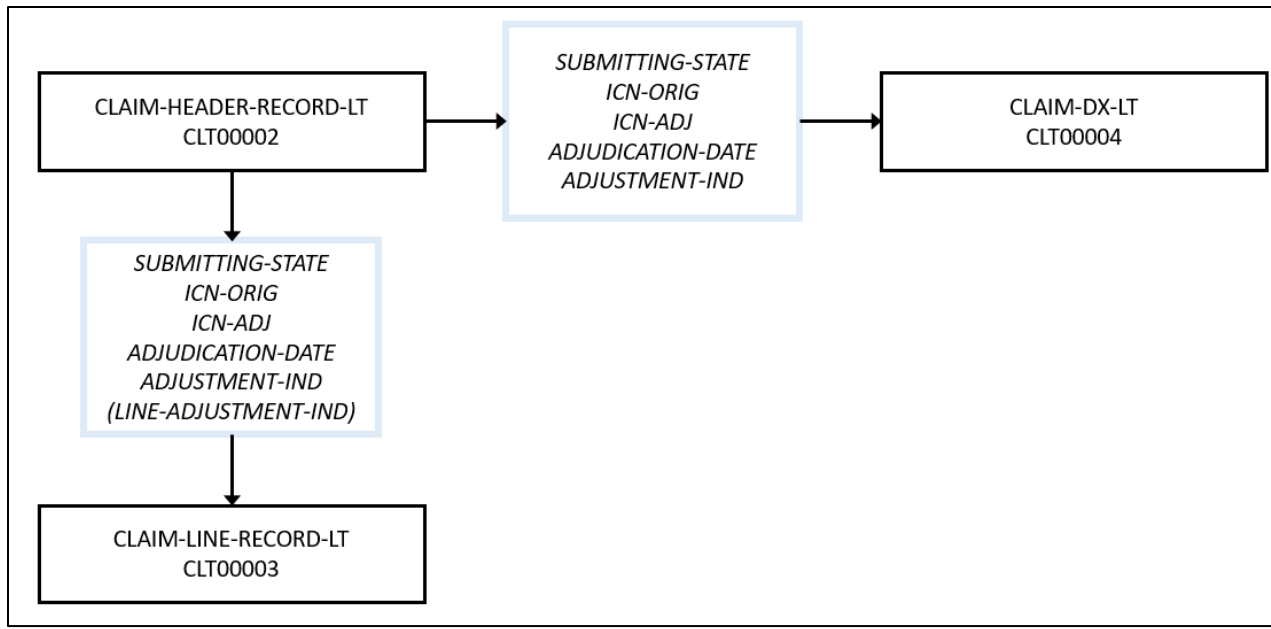 CLAIM-HEADER-RECORD-LT
CLT00002
SUBMITTING-STATE
ICN-ORIG
ICN-ADJ
ADJUDICATION-DATE
ADJUSTMENT-IND
CLAIM-DX-LT
CLT00004
SUBMITTING-STATE
ICN-ORIG
ICN-ADJ
ADJUDICATION-DATE
ADJUSTMENT-IND
(LINE-ADJUSTMENT-IND)
CLAIM-LINE-RECORD-LT
CLT00003